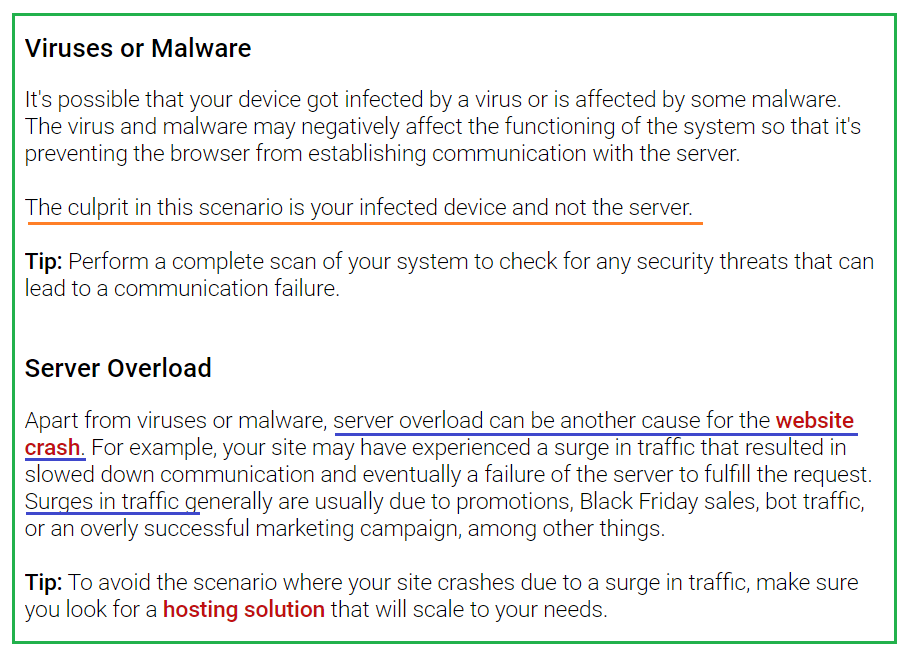 Viruses or Malware
It's possible that your device got infected by a virus or is affected by some malware.
The virus and malware may negatively affect the functioning of the system so that it's
preventing the browser from establishing communication with the server.
The culprit in this scenario is your infected device and not the server.
Tip: Perform a complete scan of your system to check for any security threats that can
lead to a communication failure.
Server Overload
Apart from viruses or malware, server overload can be another cause for the website
crash. For example, your site may have experienced a surge in traffic that resulted in
slowed down communication and eventually a failure of the server to fulfill the request.
Surges in traffic generally are usually due to promotions, Black Friday sales, bot traffic,
or an overly successful marketing campaign, among other things.
Tip: To avoid the scenario where your site crashes due to a surge in traffic, make sure
you look for a hosting solution that will scale to your needs.